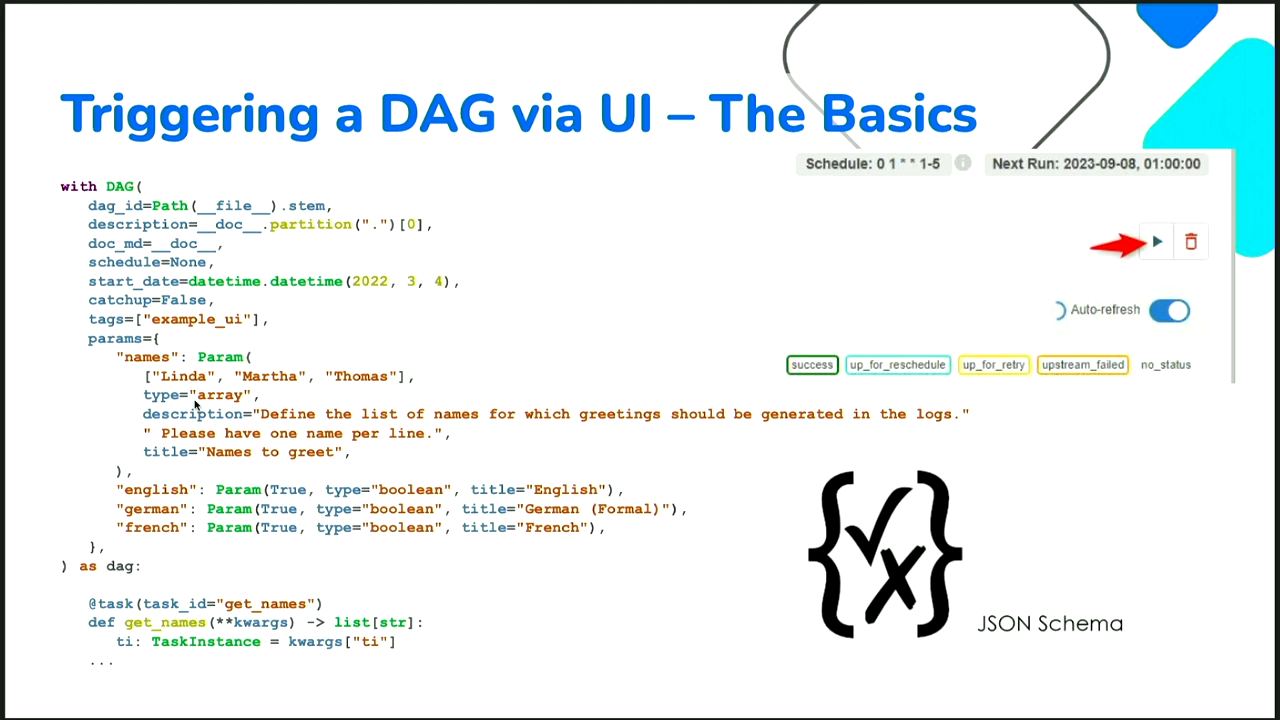 Triggering a DAG via UI – The Basics
Schedule: 0 1 * * 1-5
Next Run: 2023-09-08, 01:00:00
with DAG(
dag_id=Path(__file__).stem,
description=__doc__.partition(".")[0],
doc_md=__doc__,
schedule=None,
start_date=datetime.datetime(2022, 3, 4),
catchup=False,
tags=["example_ui"],
params={
"names": Param(
["Linda", "Martha", "Thomas"],
type="array",
description="Define the list of names for which greetings should be generated in the logs."
" Please have one name per line.",
title="Names to greet",
),
"english": Param(True, type="boolean", title="English"),
"german": Param(True, type="boolean", title="German (Formal)"),
"french": Param(True, type="boolean", title="French"),
},
) as dag:
@task(task_id="get_names")
def get_names(**kwargs) -> list[str]:
ti: TaskInstance = kwargs["ti"]
...
Auto-refresh
success up_for_reschedule up_for_retry upstream_failed no_status
JSON Schema